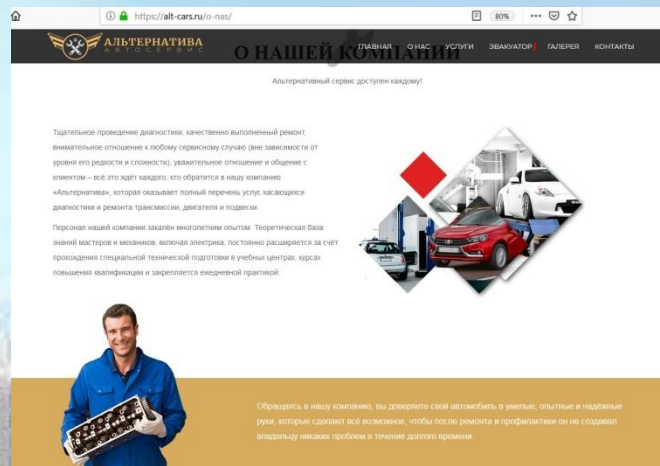 https://alt-cars.ru/o-nas/
80%
АЛЬТЕРНАТИВА
АВТОСЕРВИС
О НАШЕЙ КОМПАНИИ
ГЛАВНАЯ О НАС УСЛУГИ ЭВАКУАТОР! ГАЛЕРЕЯ КОНТАКТЫ
Альтернативный сервис доступен каждому!
Тщательное проведение диагностики, качественно выполненный ремонт,
внимательное отношение к любому сервисному случаю (вне зависимости от
уровня его редкости и сложности), уважительное отношение и общение с
клиентом – всё это ждёт каждого, кто обратится в нашу компанию
«Альтернатива», которая оказывает полный перечень услуг, касающихся
диагностики и ремонта трансмиссии, двигателя и подвески.
Персонал нашей компании закалён многолетним опытом. Теоретическая база
знаний мастеров и механиков, включая электрика, постоянно расширяется за счёт
прохождения специальной технической подготовки в учебных центрах, курсах
повышения квалификации и закрепляется ежедневной практикой.
Обращаясь в нашу компанию, вы доверяете свой автомобиль в умелые, опытные и надёжные
руки, которые сделают всё возможное, чтобы после ремонта и профилактики он не создавал
владельцу никаких проблем в течение долгого времени.